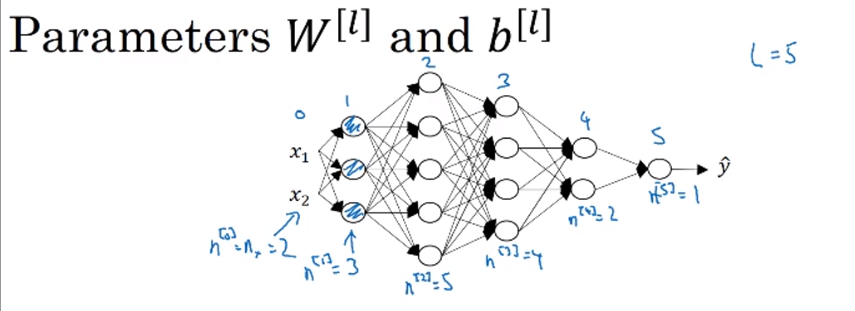 Parameters W^[l] and b^[l]
L=5
0 1 2 3 4 5
x₁
x₂
ŷ
n^[0]=nₓ=2
n^[1]=3
n^[2]=5
n^[3]=4
n^[4]=2
n^[5]=1